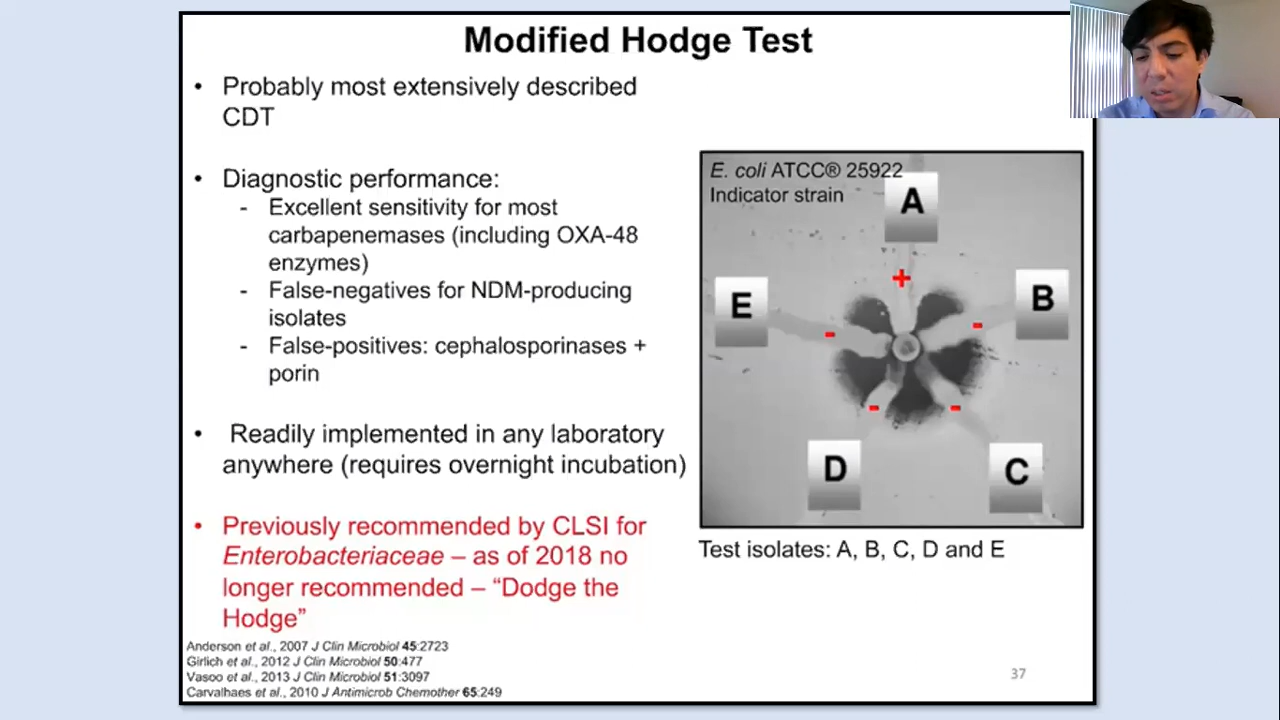 Modified Hodge Test
• Probably most extensively described
CDT
• Diagnostic performance:
- Excellent sensitivity for most
carbapenemases (including OXA-48
enzymes)
- False-negatives for NDM-producing
isolates
- False-positives: cephalosporinases +
porin
• Readily implemented in any laboratory
anywhere (requires overnight incubation)
• Previously recommended by CLSI for
Enterobacteriaceae – as of 2018 no
longer recommended – “Dodge the
Hodge”
E. coli ATCC® 25922
Indicator strain
A
+
E
B
-
-
-
-
D
C
Test isolates: A, B, C, D and E
Anderson et al., 2007 J Clin Microbiol 45:2723
Girlich et al., 2012 J Clin Microbiol 50:477
Vasoo et al., 2013 J Clin Microbiol 51:3097
Carvalhaes et al., 2010 J Antimicrob Chemother 65:249
37